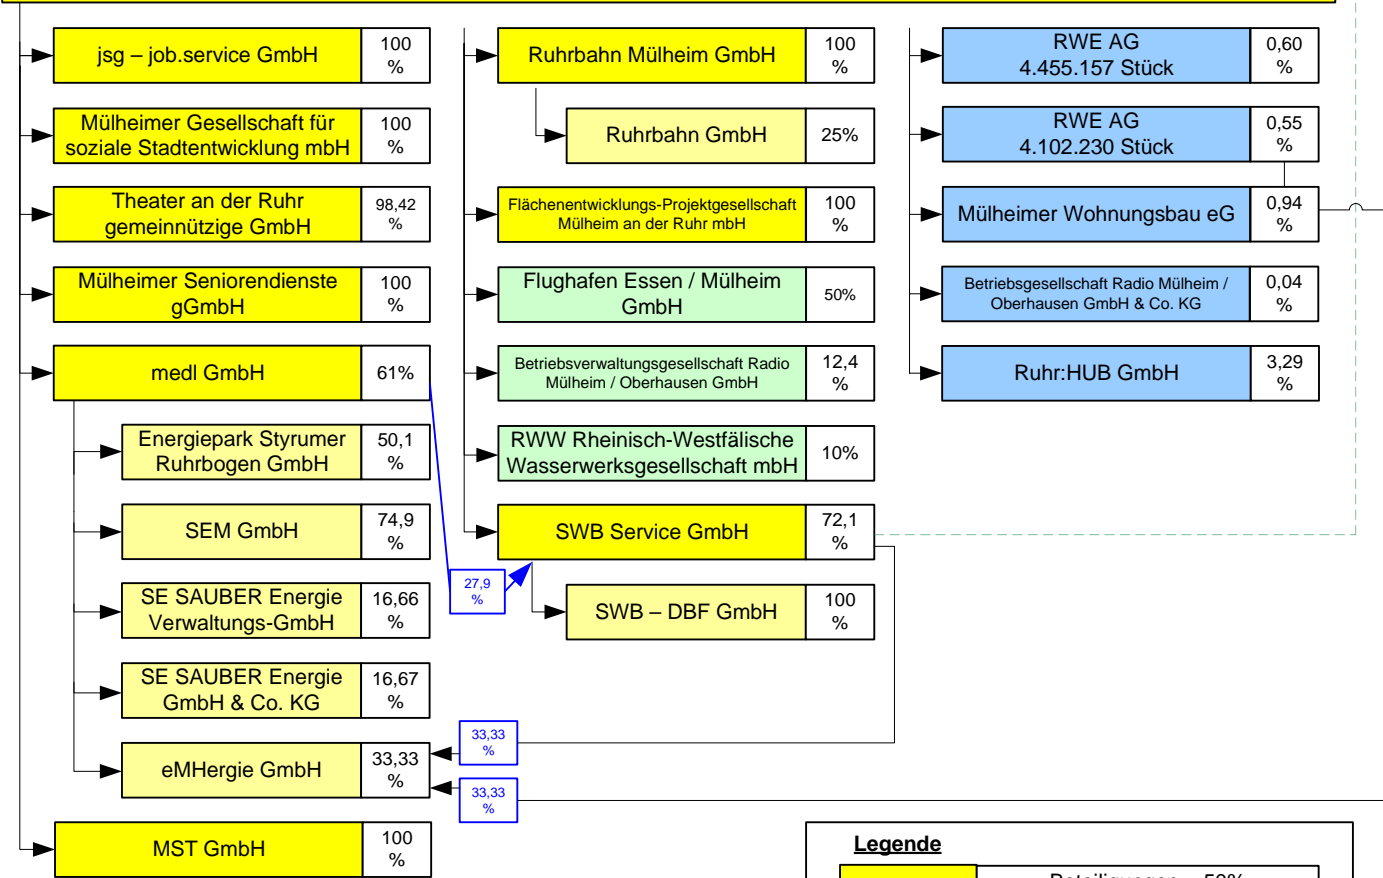 jsg – job.service GmbH
100
%
Mülheimer Gesellschaft für
soziale Stadtentwicklung mbH
100
%
Theater an der Ruhr
gemeinnützige GmbH
98,42
%
Mülheimer Seniorendienste
gGmbH
100
%
medl GmbH
61%
Energiepark Styrumer
Ruhrbogen GmbH
50,1
%
SEM GmbH
74,9
%
SE SAUBER Energie
Verwaltungs-GmbH
16,66
%
SE SAUBER Energie
GmbH & Co. KG
16,67
%
eMHergie GmbH
33,33
%
MST GmbH
100
%
Ruhrbahn Mülheim GmbH
100
%
Ruhrbahn GmbH
25%
Flächenentwicklungs-Projektgesellschaft
Mülheim an der Ruhr mbH
100
%
Flughafen Essen / Mülheim
GmbH
50%
Betriebsverwaltungsgesellschaft Radio
Mülheim / Oberhausen GmbH
12,4
%
RWW Rheinisch-Westfälische
Wasserwerksgesellschaft mbH
10%
SWB Service GmbH
72,1
%
27,9
%
SWB – DBF GmbH
100
%
33,33
%
33,33
%
RWE AG
4.455.157 Stück
0,60
%
RWE AG
4.102.230 Stück
0,55
%
Mülheimer Wohnungsbau eG
0,94
%
Betriebsgesellschaft Radio Mülheim /
Oberhausen GmbH & Co. KG
0,04
%
Ruhr:HUB GmbH
3,29
%
Legende
Beteiligungen 50%